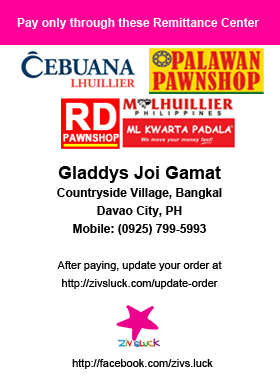 Pay only through these Remittance Center
CEBUANA
LHUILLIER
PALAWAN
PAWNSHOP
RD
PAWNSHOP
MLHUILLIER
PHILIPPINES
ML KWARTA PADALA
We move your money fast!
Gladdys Joi Gamat
Countryside Village, Bangkal
Davao City, PH
Mobile: (0925) 799-5993
After paying, update your order at
http://zivsluck.com/update-order
zivsluck
http://facebook.com/zivs.luck